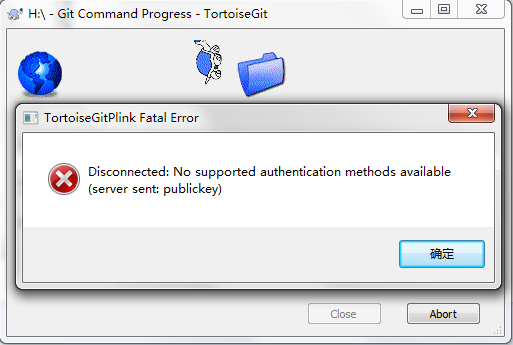 H:\ - Git Command Progress - TortoiseGit
TortoiseGitPlink Fatal Error
Disconnected: No supported authentication methods available
(server sent: publickey)
确定
Close
Abort